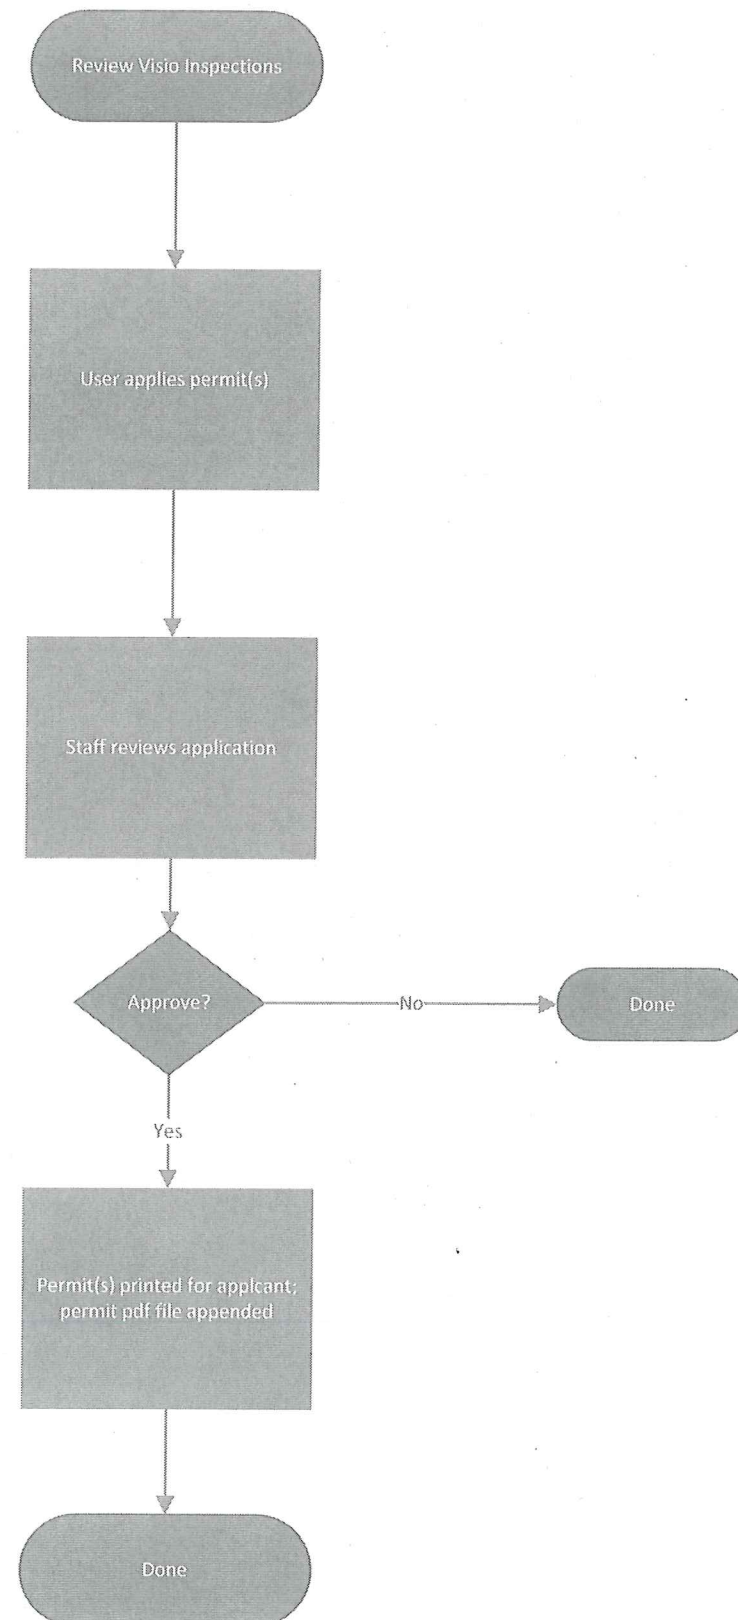 Review Visio Inspections
User applies permit(s)
Staff reviews application
Approve?
No
Done
Yes
Permit(s) printed for applcant;
permit pdf file appended
Done